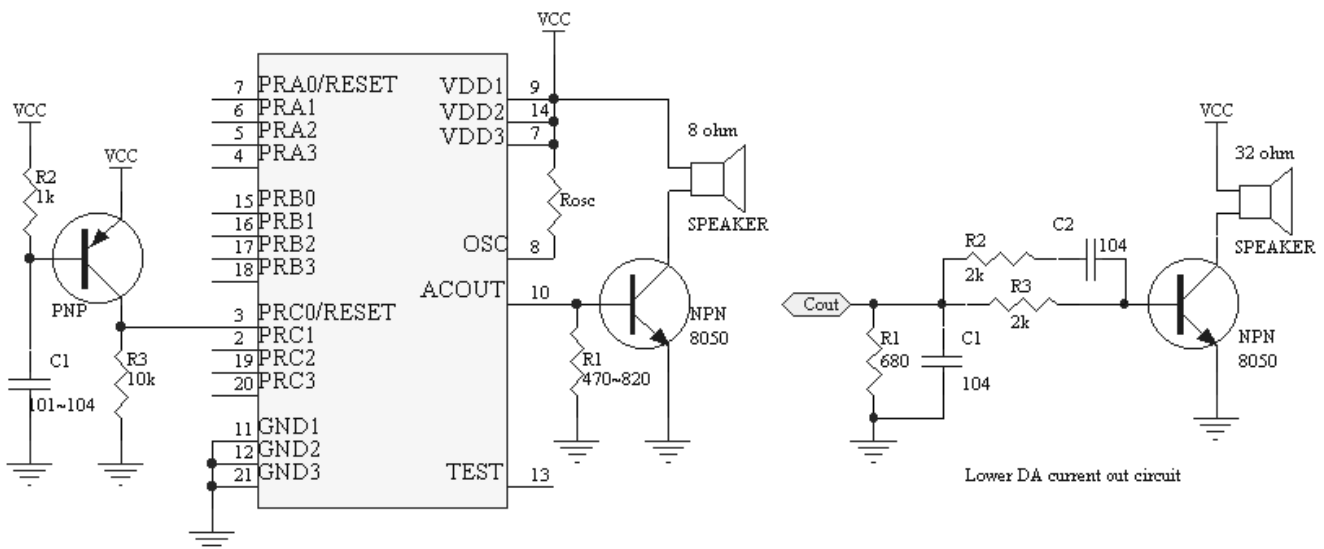 VCC
R2
1k
VCC
PNP
C1
101~104
R3
10k
7 PRA0/RESET
6 PRA1
5 PRA2
4 PRA3
15 PRB0
16 PRB1
17 PRB2
18 PRB3
3 PRC0/RESET
2 PRC1
19 PRC2
20 PRC3
11 GND1
12 GND2
21 GND3
VDD1 9
VDD2 14
VDD3 7
OSC 8
ACOUT 10
TEST 13
VCC
Rosc
8 ohm
SPEAKER
NPN
8050
R1
470~820
Cout
R1
680
C1
104
R2
2k
C2
104
R3
2k
VCC
32 ohm
SPEAKER
NPN
8050
Lower DA current out circuit